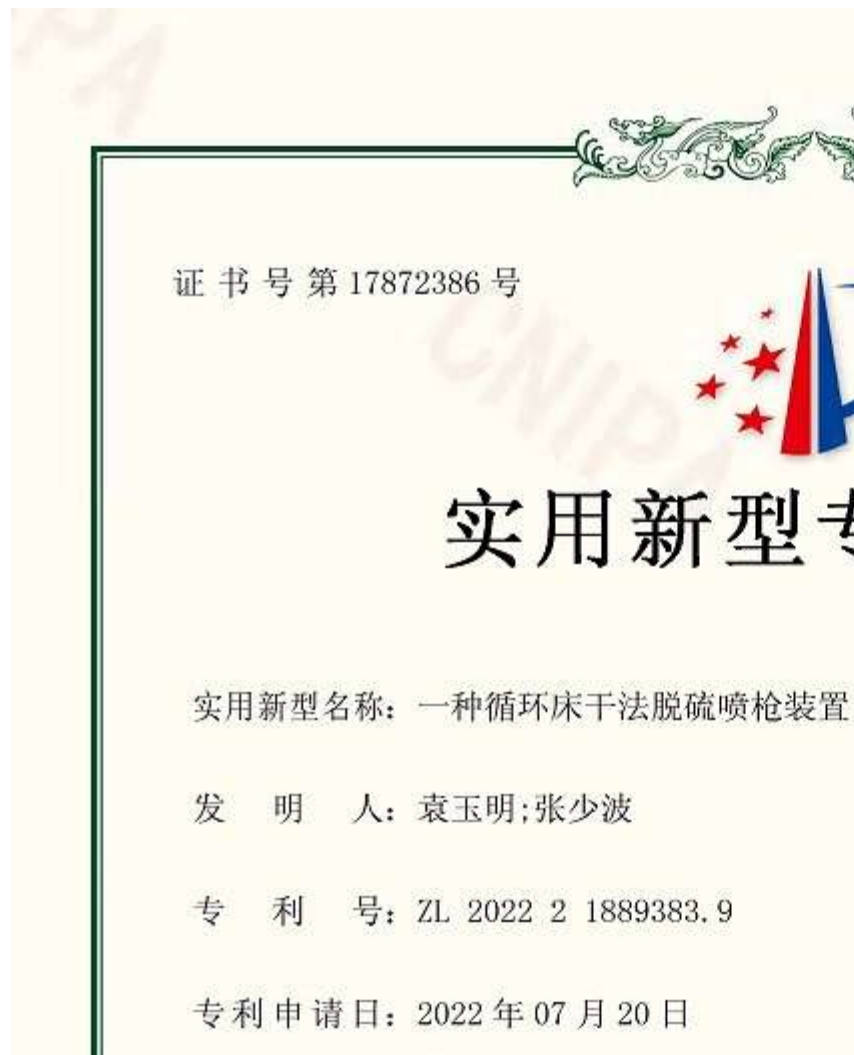 证书号第17872386号
CNIPA
实用新型专
实用新型名称：一种循环床干法脱硫喷枪装置
发明人：袁玉明;张少波
专利号：ZL 2022 2 1889383.9
专利申请日：2022年07月20日